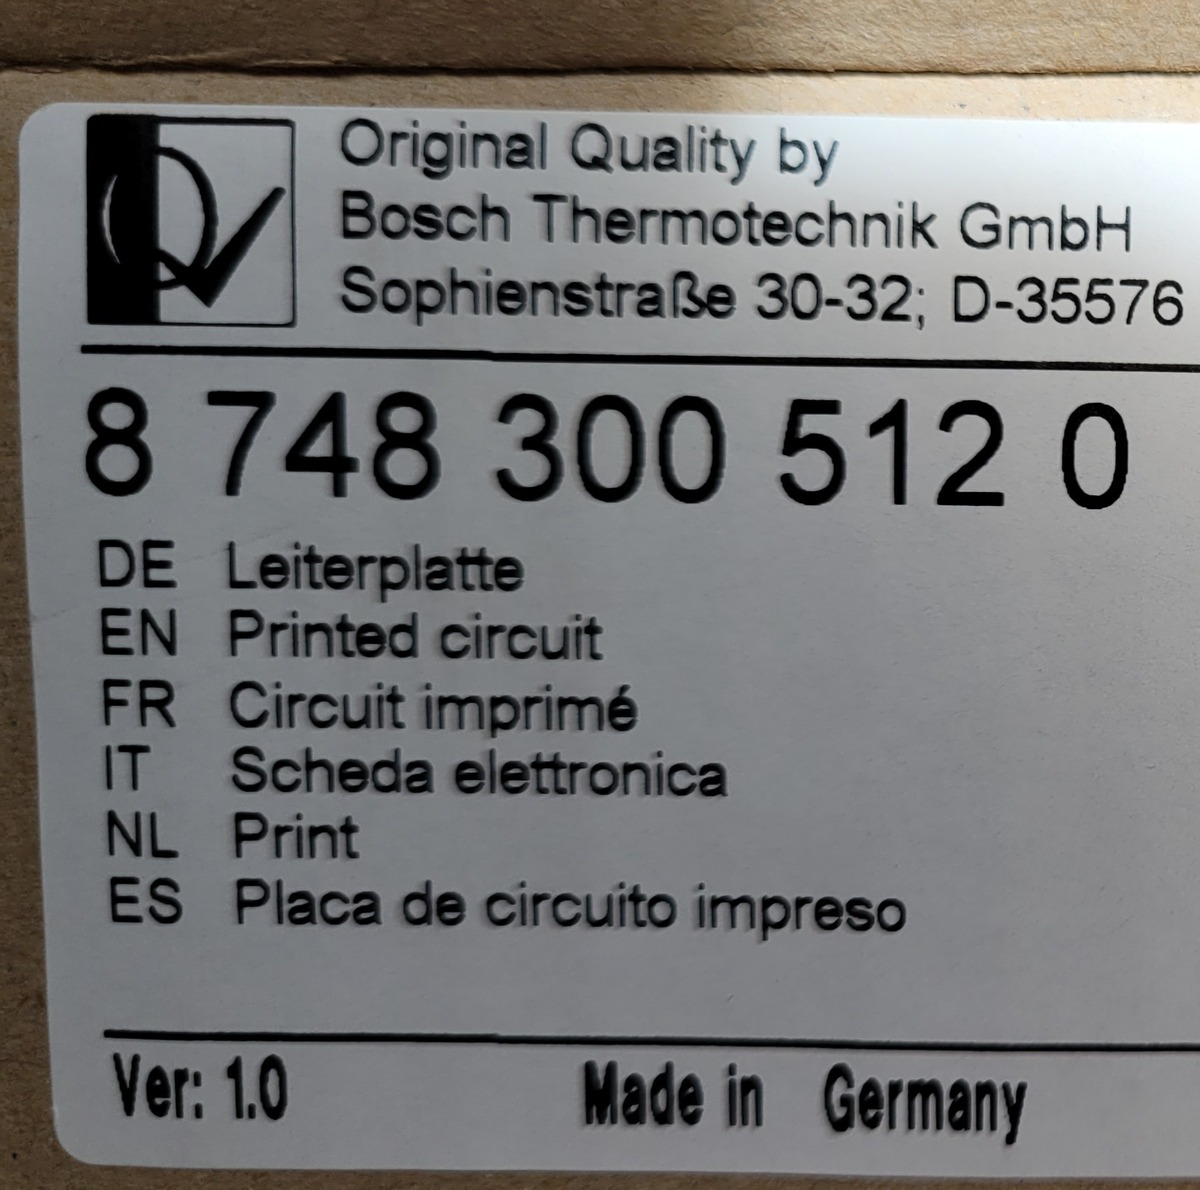 Original Quality by
Bosch Thermotechnik GmbH
Sophienstraße 30-32; D-35576
8 748 300 512 0
DE Leiterplatte
EN Printed circuit
FR Circuit imprimé
IT Scheda elettronica
NL Print
ES Placa de circuito impreso
Ver: 1.0 Made in Germany